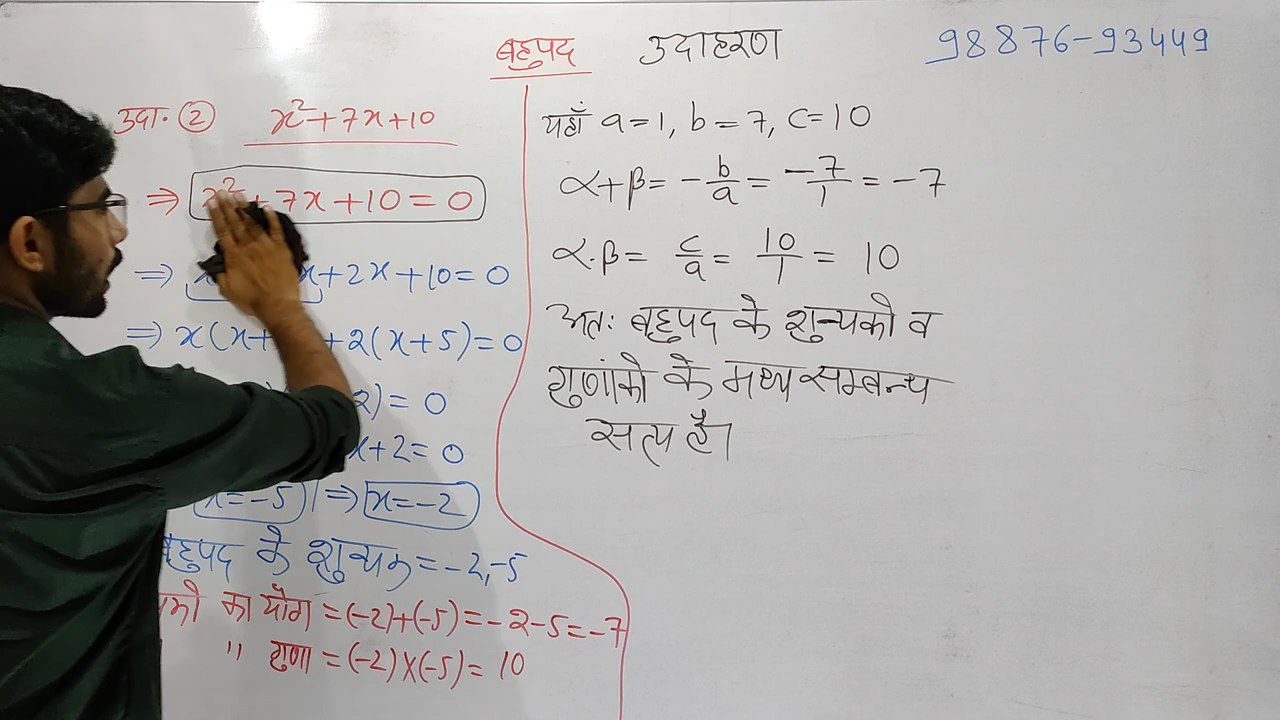 बहुपद उदाहरण 98876-93449
उदा. ② x²+7x+10
⇒ x²+7x+10=0
⇒ +2x+10=0
⇒ x(x+ +2(x+5)=0
2)=0
x+2=0
x=-5 | ⇒ x=-2
बहुपद के शुन्यक = -2,-5
का योग = (-2)+(-5) = -2-5 = -7
" गुणा = (-2)×(-5) = 10
यहाँ a=1, b=7, c=10
α+β = -b/a = -7/1 = -7
α.β = c/a = 10/1 = 10
अतः बहुपद के शुन्यको व
गुणांको के मध्य सम्बन्ध
सत्य है।